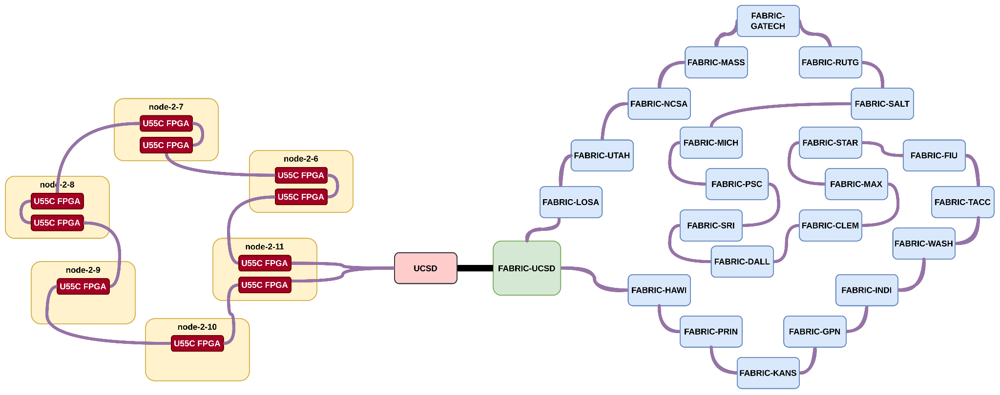 FABRIC-
GATECH
FABRIC-MASS
FABRIC-RUTG
FABRIC-NCSA
FABRIC-SALT
node-2-7
U55C FPGA
U55C FPGA
FABRIC-MICH
FABRIC-STAR
FABRIC-UTAH
FABRIC-FIU
node-2-6
U55C FPGA
U55C FPGA
FABRIC-PSC
FABRIC-MAX
node-2-8
U55C FPGA
U55C FPGA
FABRIC-LOSA
FABRIC-TACC
FABRIC-SRI
FABRIC-CLEM
FABRIC-WASH
node-2-11
U55C FPGA
U55C FPGA
UCSD
FABRIC-UCSD
FABRIC-DALL
node-2-9
U55C FPGA
FABRIC-HAWI
FABRIC-INDI
node-2-10
U55C FPGA
FABRIC-PRIN
FABRIC-GPN
FABRIC-KANS